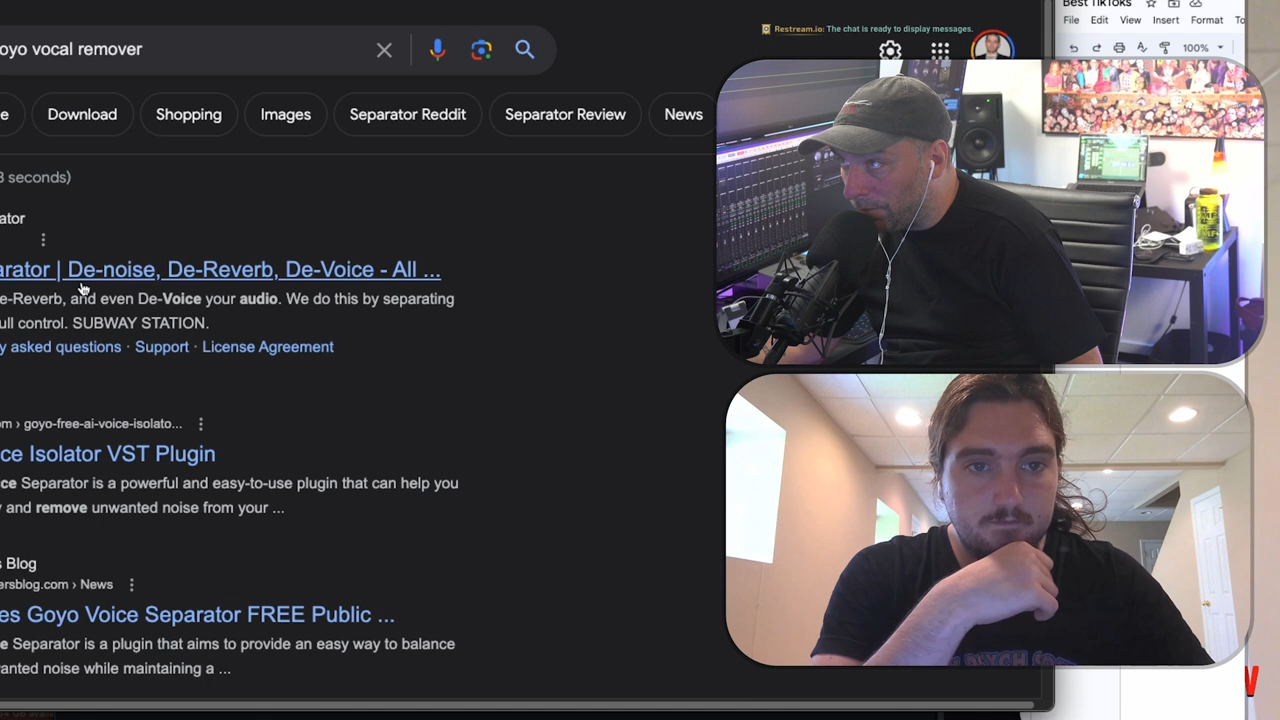 Best TikToks
File Edit View Insert Format To
100%
oyo vocal remover
Restream.io: The chat is ready to display messages.
e
Download
Shopping
Images
Separator Reddit
Separator Review
News
3 seconds)
ator
arator | De-noise, De-Reverb, De-Voice - All ...
e-Reverb, and even De-Voice your audio. We do this by separating
ull control. SUBWAY STATION.
y asked questions · Support · License Agreement
om › goyo-free-ai-voice-isolato...
ce Isolator VST Plugin
ce Separator is a powerful and easy-to-use plugin that can help you
y and remove unwanted noise from your ...
s Blog
ersblog.com › News
es Goyo Voice Separator FREE Public ...
e Separator is a plugin that aims to provide an easy way to balance
wanted noise while maintaining a ...